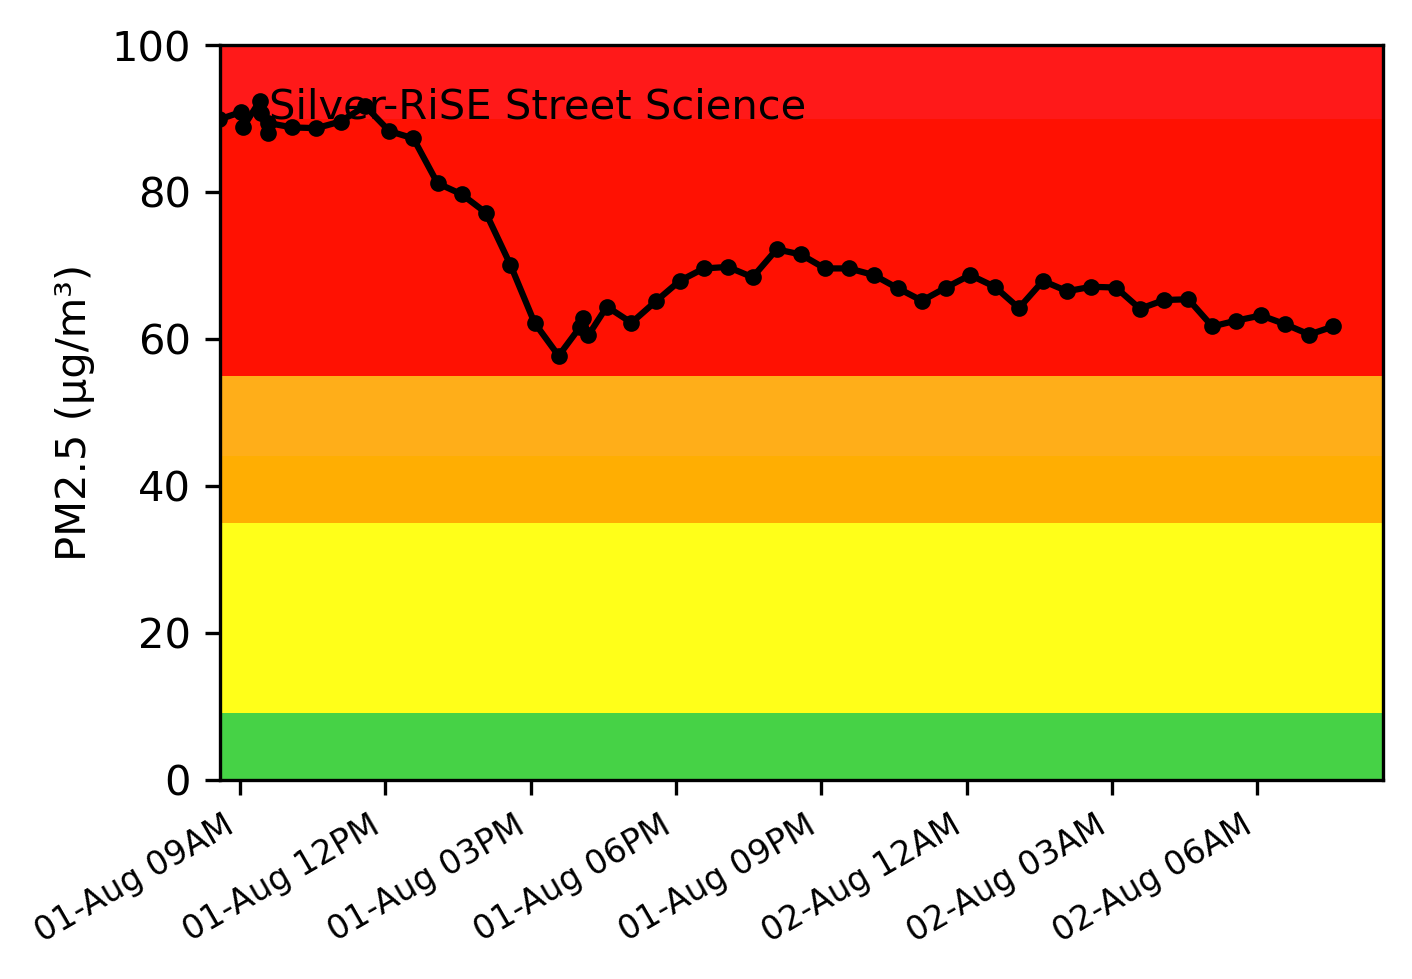 100
Silver-RiSE Street Science
80
60
40
20
0
PM2.5 (µg/m³)
01-Aug 09AM
01-Aug 12PM
01-Aug 03PM
01-Aug 06PM
01-Aug 09PM
02-Aug 12AM
02-Aug 03AM
02-Aug 06AM